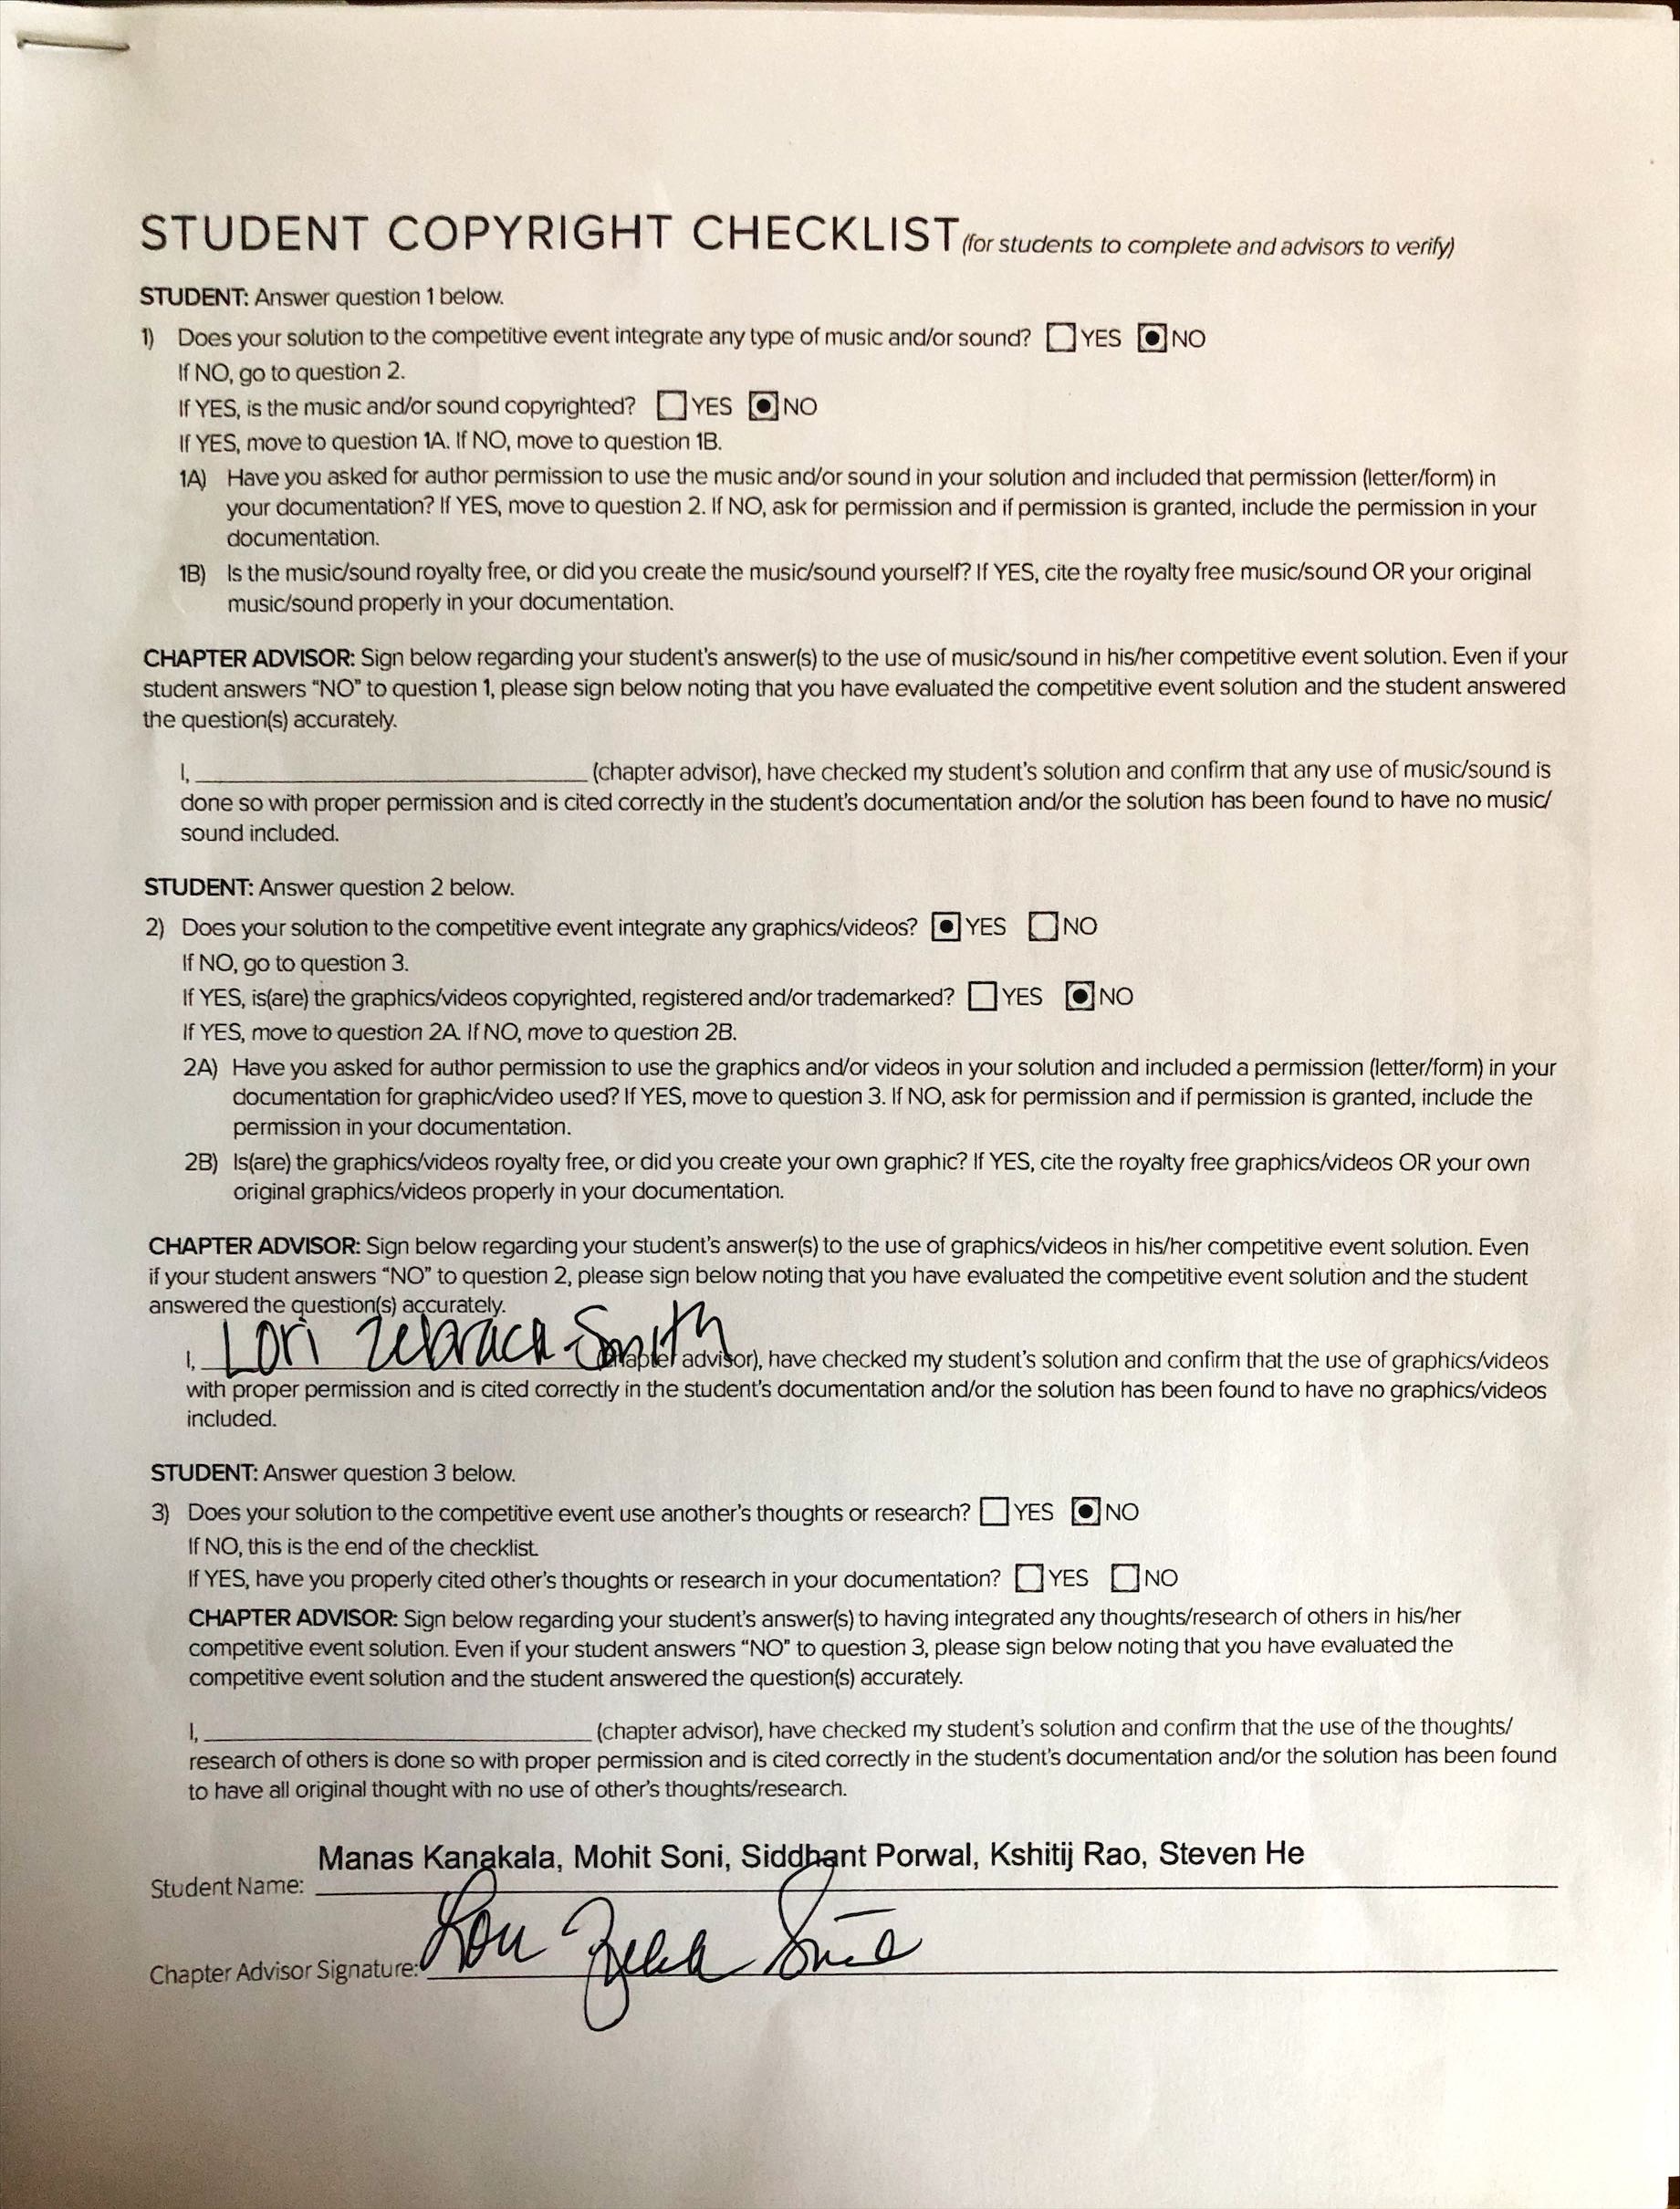 STUDENT COPYRIGHT CHECKLIST (for students to complete and advisors to verify)
STUDENT: Answer question 1 below.
1) Does your solution to the competitive event integrate any type of music and/or sound? YES NO
If NO, go to question 2.
If YES, is the music and/or sound copyrighted? YES NO
If YES, move to question 1A. If NO, move to question 1B.
1A) Have you asked for author permission to use the music and/or sound in your solution and included that permission (letter/form) in
your documentation? If YES, move to question 2. If NO, ask for permission and if permission is granted, include the permission in your
documentation.
1B) Is the music/sound royalty free, or did you create the music/sound yourself? If YES, cite the royalty free music/sound OR your original
music/sound properly in your documentation.
CHAPTER ADVISOR: Sign below regarding your student's answer(s) to the use of music/sound in his/her competitive event solution. Even if your
student answers “NO” to question 1, please sign below noting that you have evaluated the competitive event solution and the student answered
the question(s) accurately.
I, (chapter advisor), have checked my student's solution and confirm that any use of music/sound is
done so with proper permission and is cited correctly in the student's documentation and/or the solution has been found to have no music/
sound included.
STUDENT: Answer question 2 below.
2) Does your solution to the competitive event integrate any graphics/videos? YES NO
If NO, go to question 3.
If YES, is(are) the graphics/videos copyrighted, registered and/or trademarked? YES NO
If YES, move to question 2A. If NO, move to question 2B.
2A) Have you asked for author permission to use the graphics and/or videos in your solution and included a permission (letter/form) in your
documentation for graphic/video used? If YES, move to question 3. If NO, ask for permission and if permission is granted, include the
permission in your documentation.
2B) Is(are) the graphics/videos royalty free, or did you create your own graphic? If YES, cite the royalty free graphics/videos OR your own
original graphics/videos properly in your documentation.
CHAPTER ADVISOR: Sign below regarding your student's answer(s) to the use of graphics/videos in his/her competitive event solution. Even
if your student answers “NO” to question 2, please sign below noting that you have evaluated the competitive event solution and the student
answered the question(s) accurately.
I, Lori Zebrack-Smith (chapter advisor), have checked my student's solution and confirm that the use of graphics/videos
with proper permission and is cited correctly in the student's documentation and/or the solution has been found to have no graphics/videos
included.
STUDENT: Answer question 3 below.
3) Does your solution to the competitive event use another's thoughts or research? YES NO
If NO, this is the end of the checklist.
If YES, have you properly cited other's thoughts or research in your documentation? YES NO
CHAPTER ADVISOR: Sign below regarding your student's answer(s) to having integrated any thoughts/research of others in his/her
competitive event solution. Even if your student answers “NO” to question 3, please sign below noting that you have evaluated the
competitive event solution and the student answered the question(s) accurately.
I, (chapter advisor), have checked my student's solution and confirm that the use of the thoughts/
research of others is done so with proper permission and is cited correctly in the student's documentation and/or the solution has been found
to have all original thought with no use of other's thoughts/research.
Student Name: Manas Kanakala, Mohit Soni, Siddhant Porwal, Kshitij Rao, Steven He
Chapter Advisor Signature: